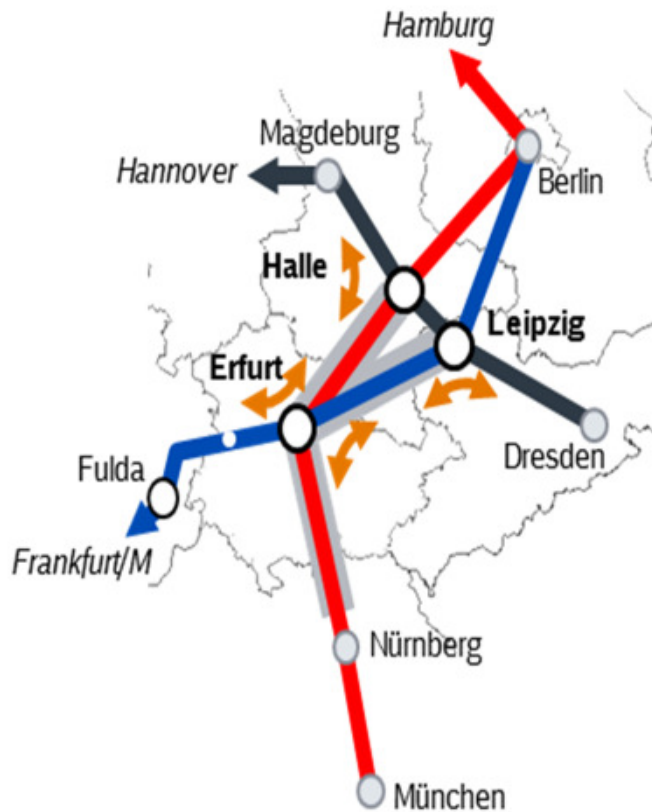 Hamburg
Magdeburg
Hannover
Berlin
Halle
Leipzig
Erfurt
Dresden
Fulda
Frankfurt/M
Nürnberg
München